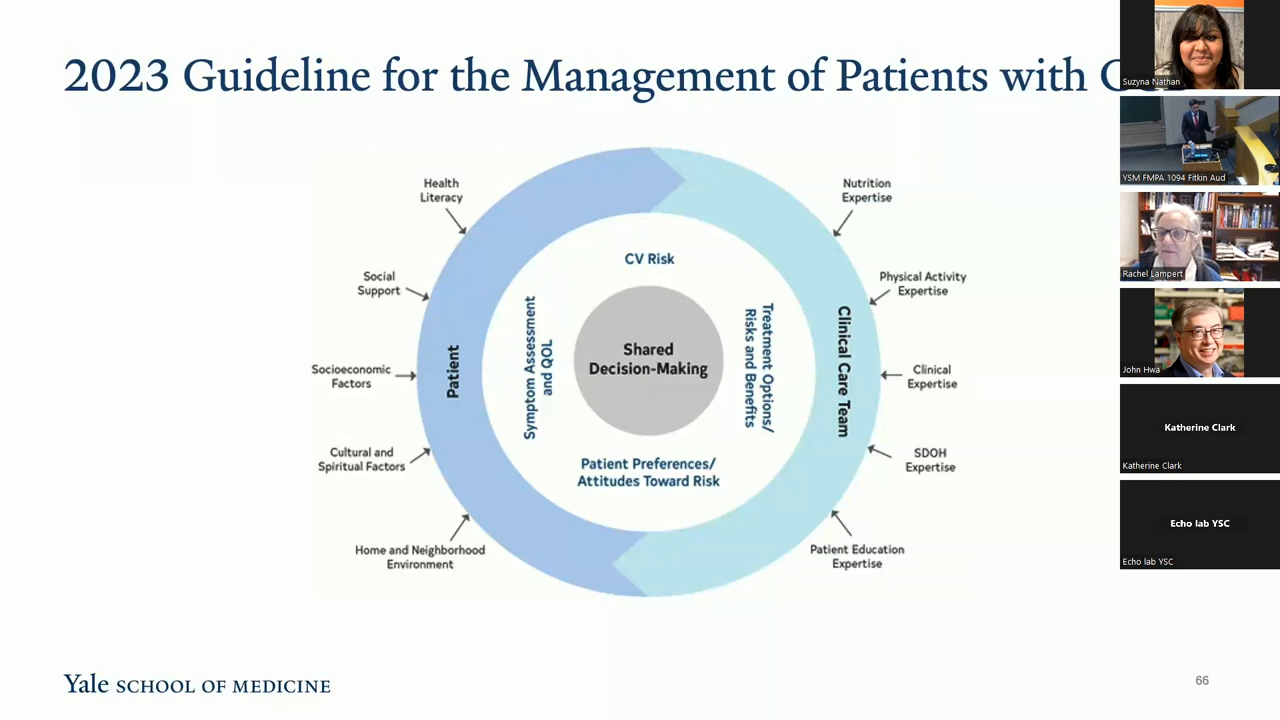 2023 Guideline for the Management of Patients with
Health
Literacy
Social
Support
Socioeconomic
Factors
Cultural and
Spiritual Factors
Home and Neighborhood
Environment
Patient
CV Risk
Symptom Assessment
and QOL
Shared
Decision-Making
Treatment Options/
Risks and Benefits
Patient Preferences/
Attitudes Toward Risk
Clinical Care Team
Nutrition
Expertise
Physical Activity
Expertise
Clinical
Expertise
SDOH
Expertise
Patient Education
Expertise
Yale SCHOOL OF MEDICINE
66
Suzyna Nathan
YSM FMPA 1094 Fitkin Aud
Rachel Lampert
John Hwa
Katherine Clark
Katherine Clark
Echo lab YSC
Echo lab YSC